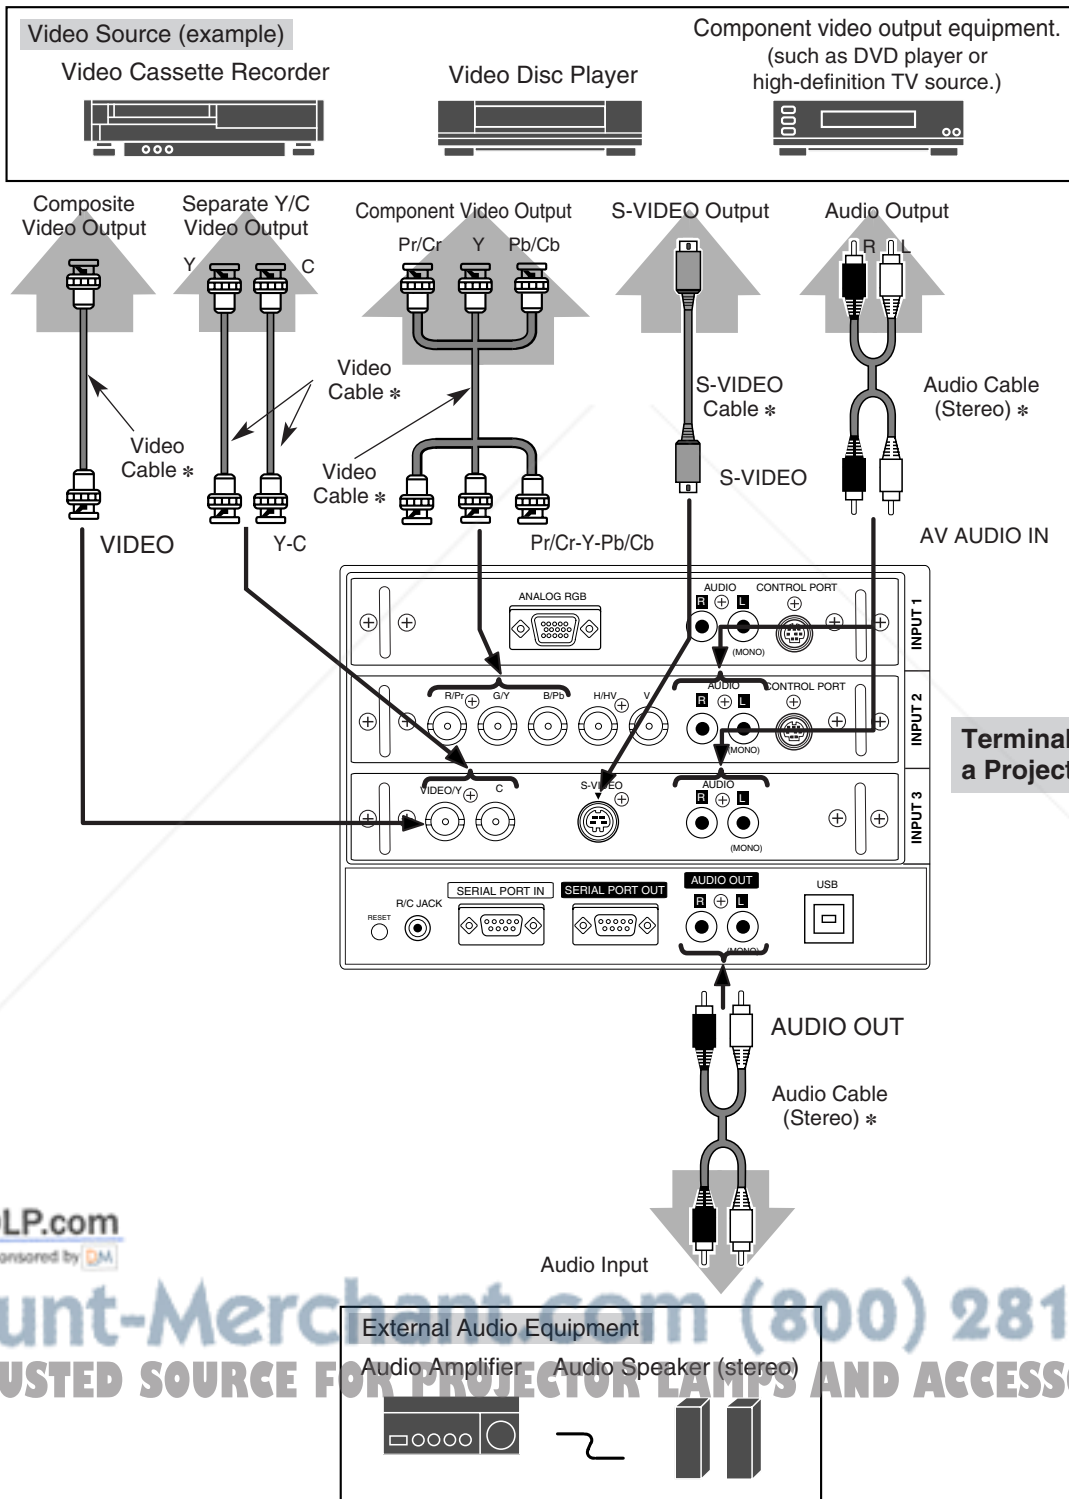 Video Source (example)
Video Cassette Recorder
Video Disc Player
Component video output equipment.
(such as DVD player or
high-definition TV source.)
Composite
Video Output
Separate Y/C
Video Output
Y
C
Component Video Output
Pr/Cr Y Pb/Cb
S-VIDEO Output
Audio Output
R L
Video
Cable *
Video
Cable *
Video
Cable *
S-VIDEO
Cable *
Audio Cable
(Stereo) *
VIDEO
Y-C
Pr/Cr-Y-Pb/Cb
S-VIDEO
AV AUDIO IN
ANALOG RGB
AUDIO
R L
(MONO)
CONTROL PORT
INPUT 1
R/Pr G/Y B/Pb H/HV V
AUDIO
R L
(MONO)
CONTROL PORT
INPUT 2
VIDEO/Y C
S-VIDEO
AUDIO
R L
(MONO)
INPUT 3
Terminal
a Project
RESET
R/C JACK
SERIAL PORT IN
SERIAL PORT OUT
AUDIO OUT
R L
(MONO)
USB
AUDIO OUT
Audio Cable
(Stereo) *
Audio Input
LP.com
onsored by DM
unt-Merchant.com (800) 281
USTED SOURCE FOR PROJECTOR LAMPS AND ACCESSO
External Audio Equipment
Audio Amplifier
Audio Speaker (stereo)